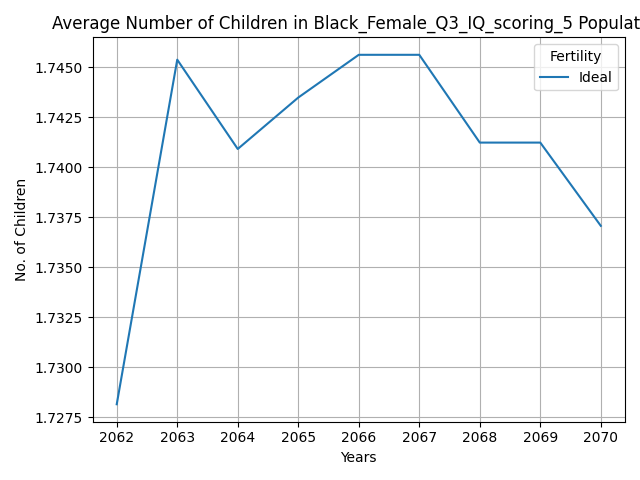 Average Number of Children in Black_Female_Q3_IQ_scoring_5 Populat
Fertility
Ideal
No. of Children
1.7450
1.7425
1.7400
1.7375
1.7350
1.7325
1.7300
1.7275
2062 2063 2064 2065 2066 2067 2068 2069 2070
Years